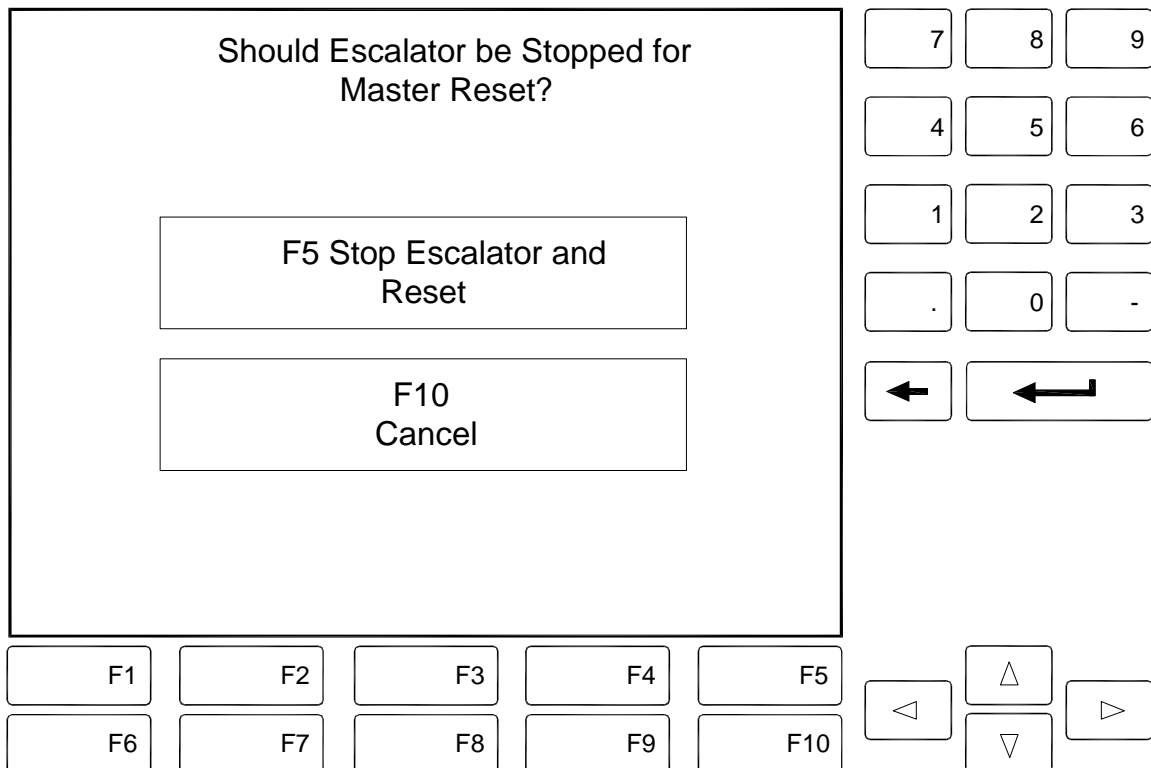 Should Escalator be Stopped for
Master Reset?
F5 Stop Escalator and
Reset
F10
Cancel
7 8 9
4 5 6
1 2 3
. 0 -
F1 F2 F3 F4 F5
F6 F7 F8 F9 F10